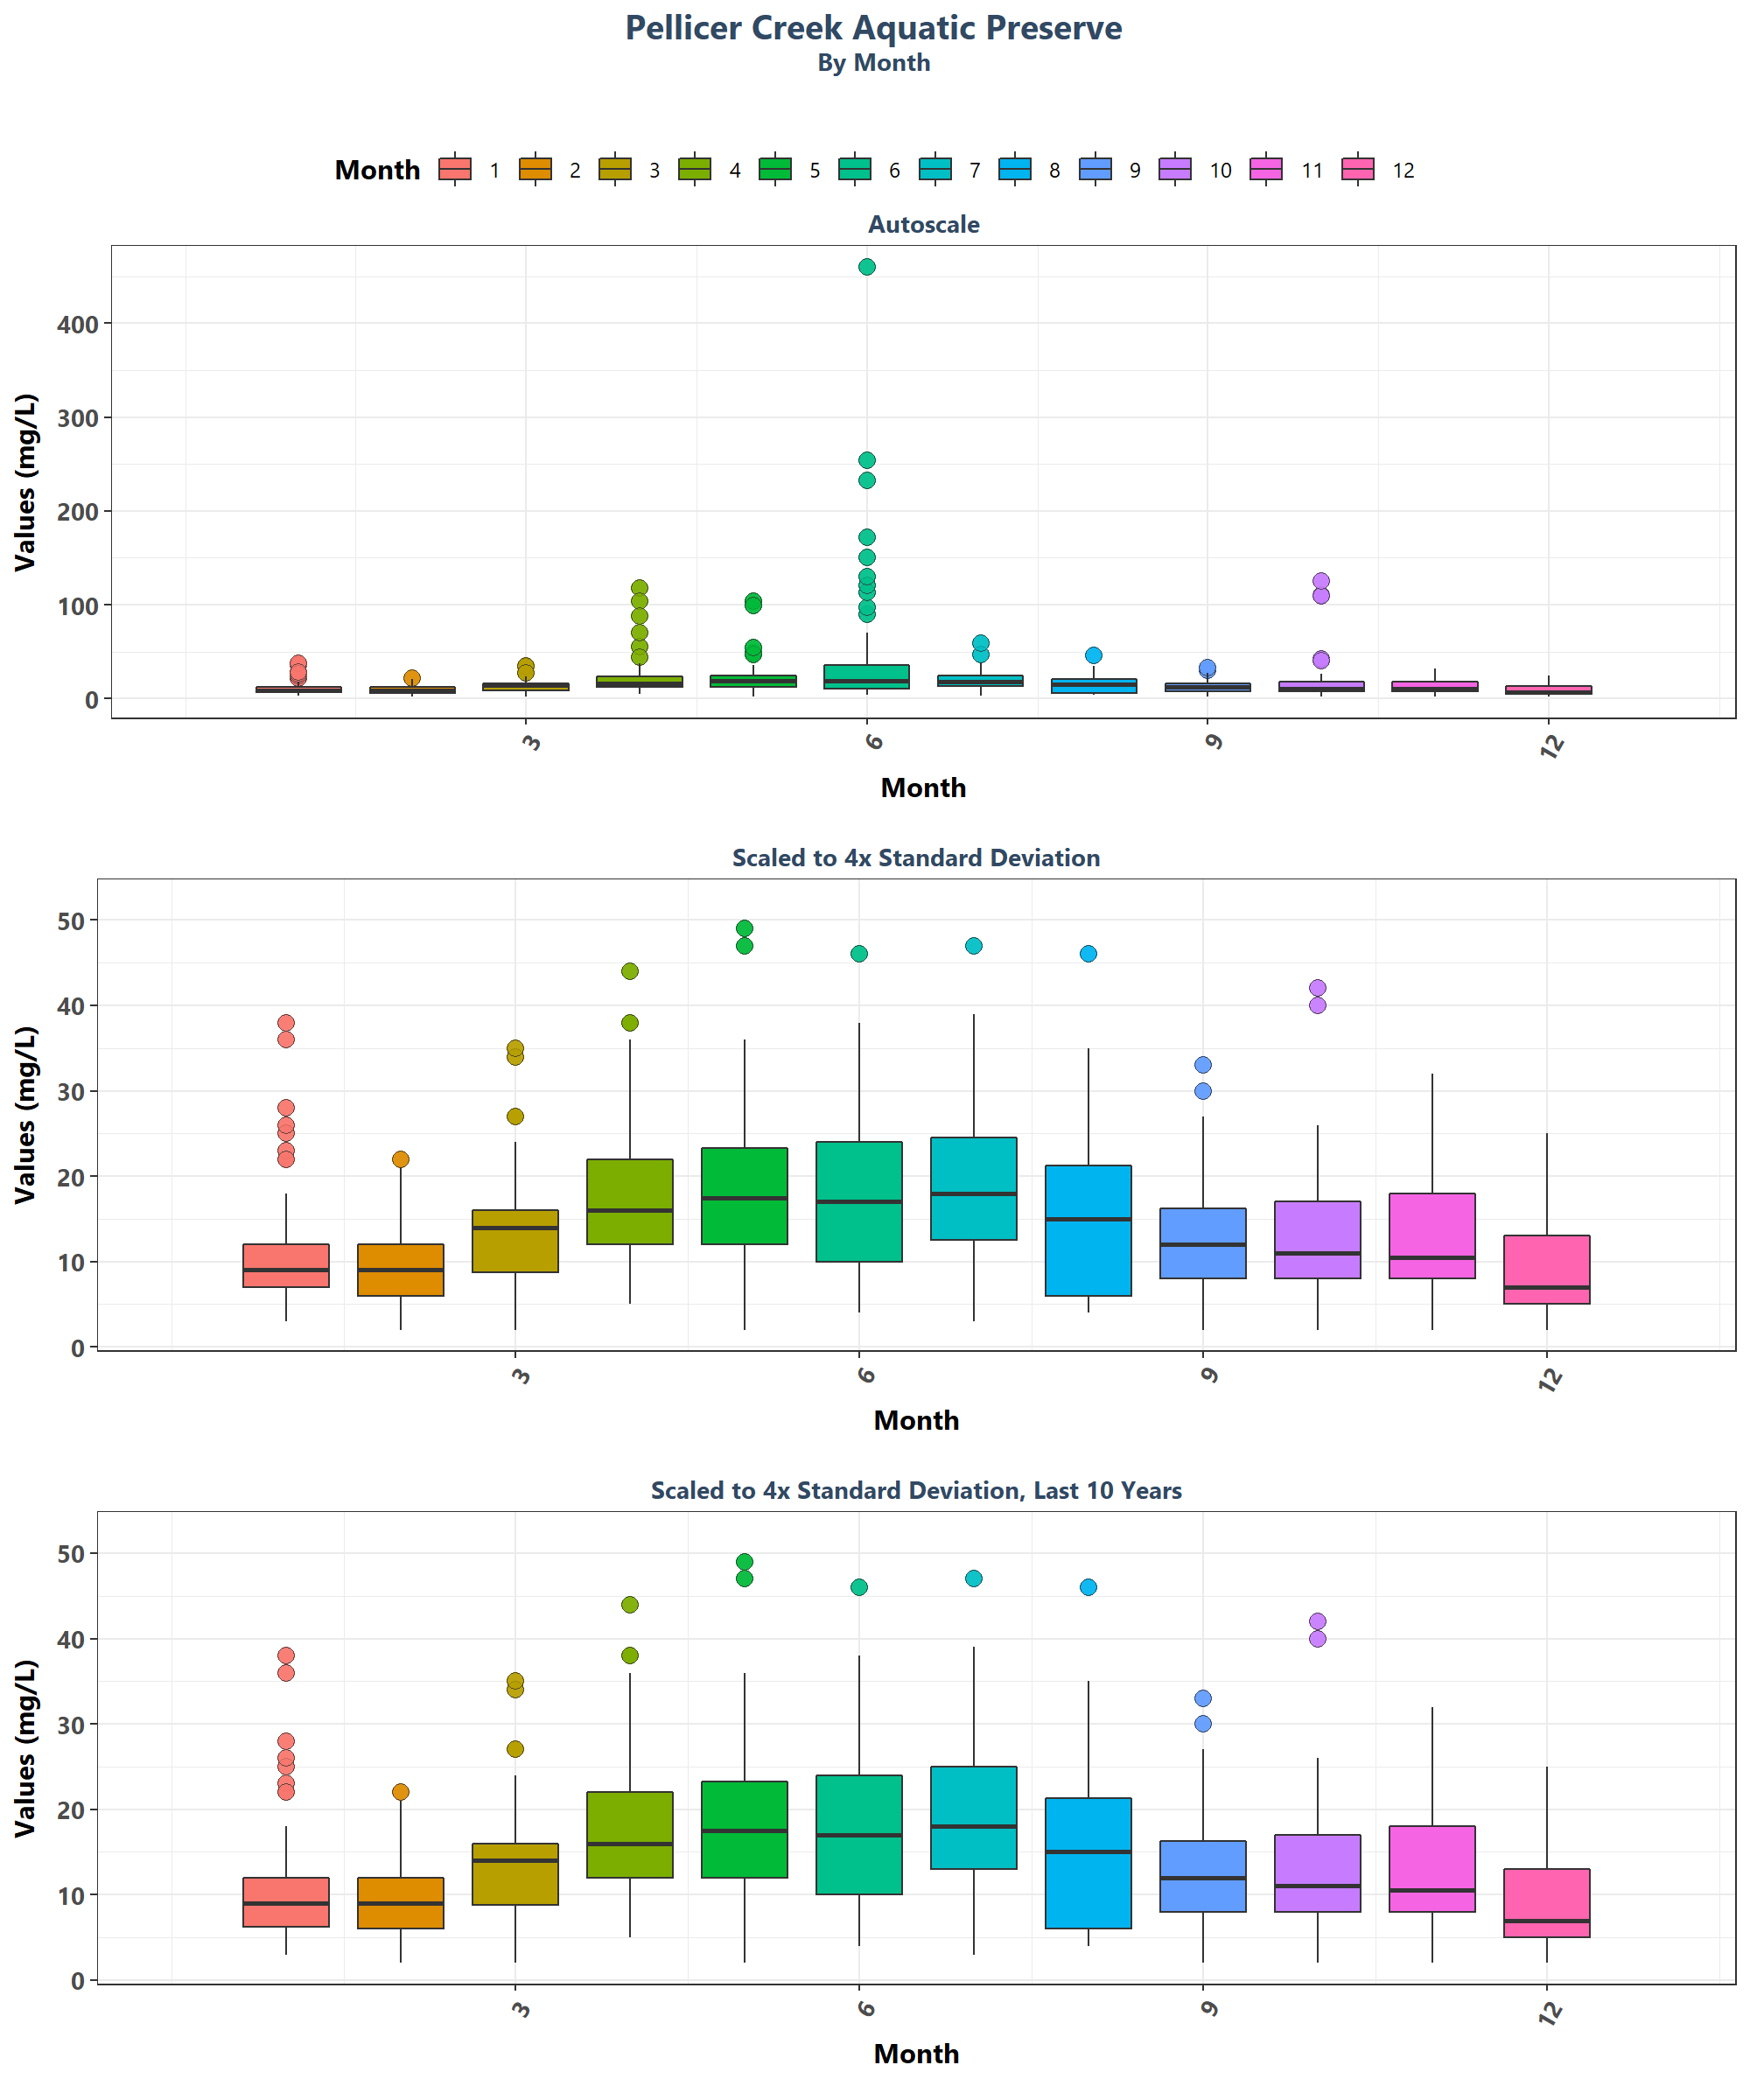 Pellicer Creek Aquatic Preserve
By Month
Month 1 2 3 4 5 6 7 8 9 10 11 12
Autoscale
Values (mg/L)
400
300
200
100
0
3 6 9 12
Month
Scaled to 4x Standard Deviation
Values (mg/L)
50
40
30
20
10
0
3 6 9 12
Month
Scaled to 4x Standard Deviation, Last 10 Years
Values (mg/L)
50
40
30
20
10
0
3 6 9 12
Month